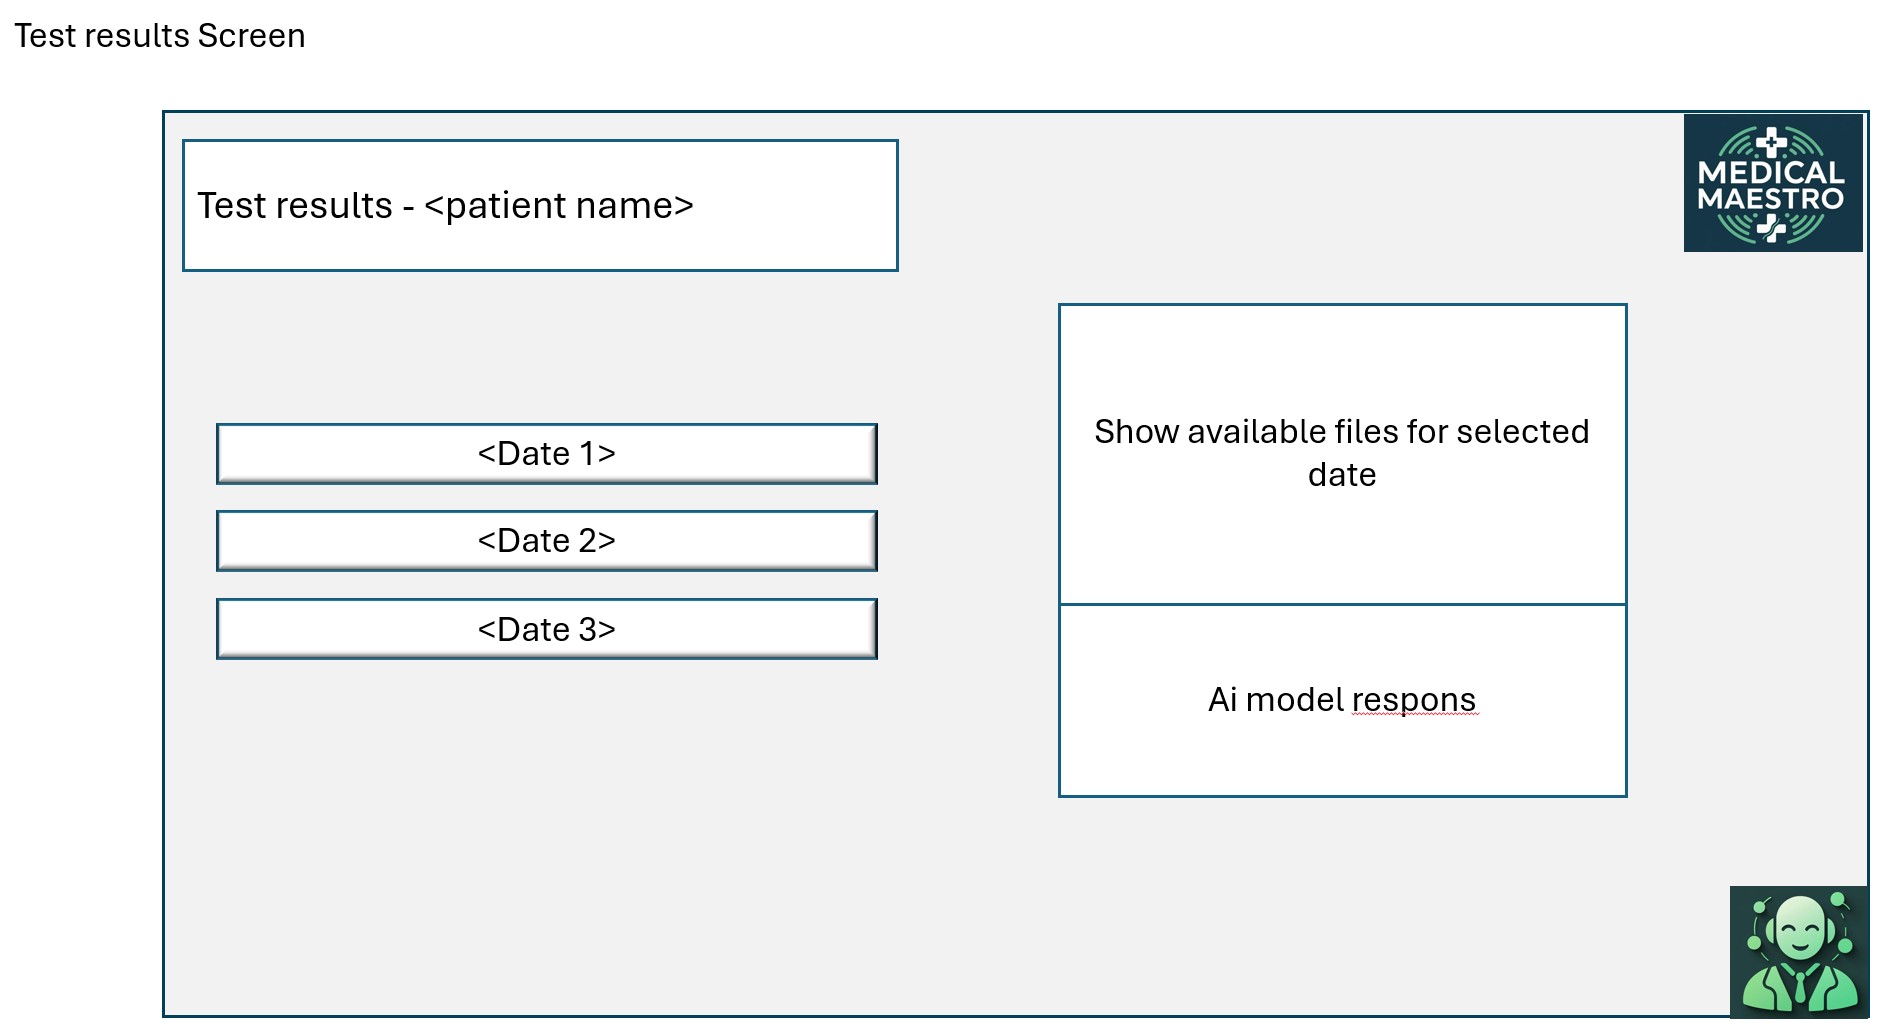 Test results Screen
Test results - <patient name>
MEDICAL
MAESTRO
<Date 1>
<Date 2>
<Date 3>
Show available files for selected
date
Ai model respons